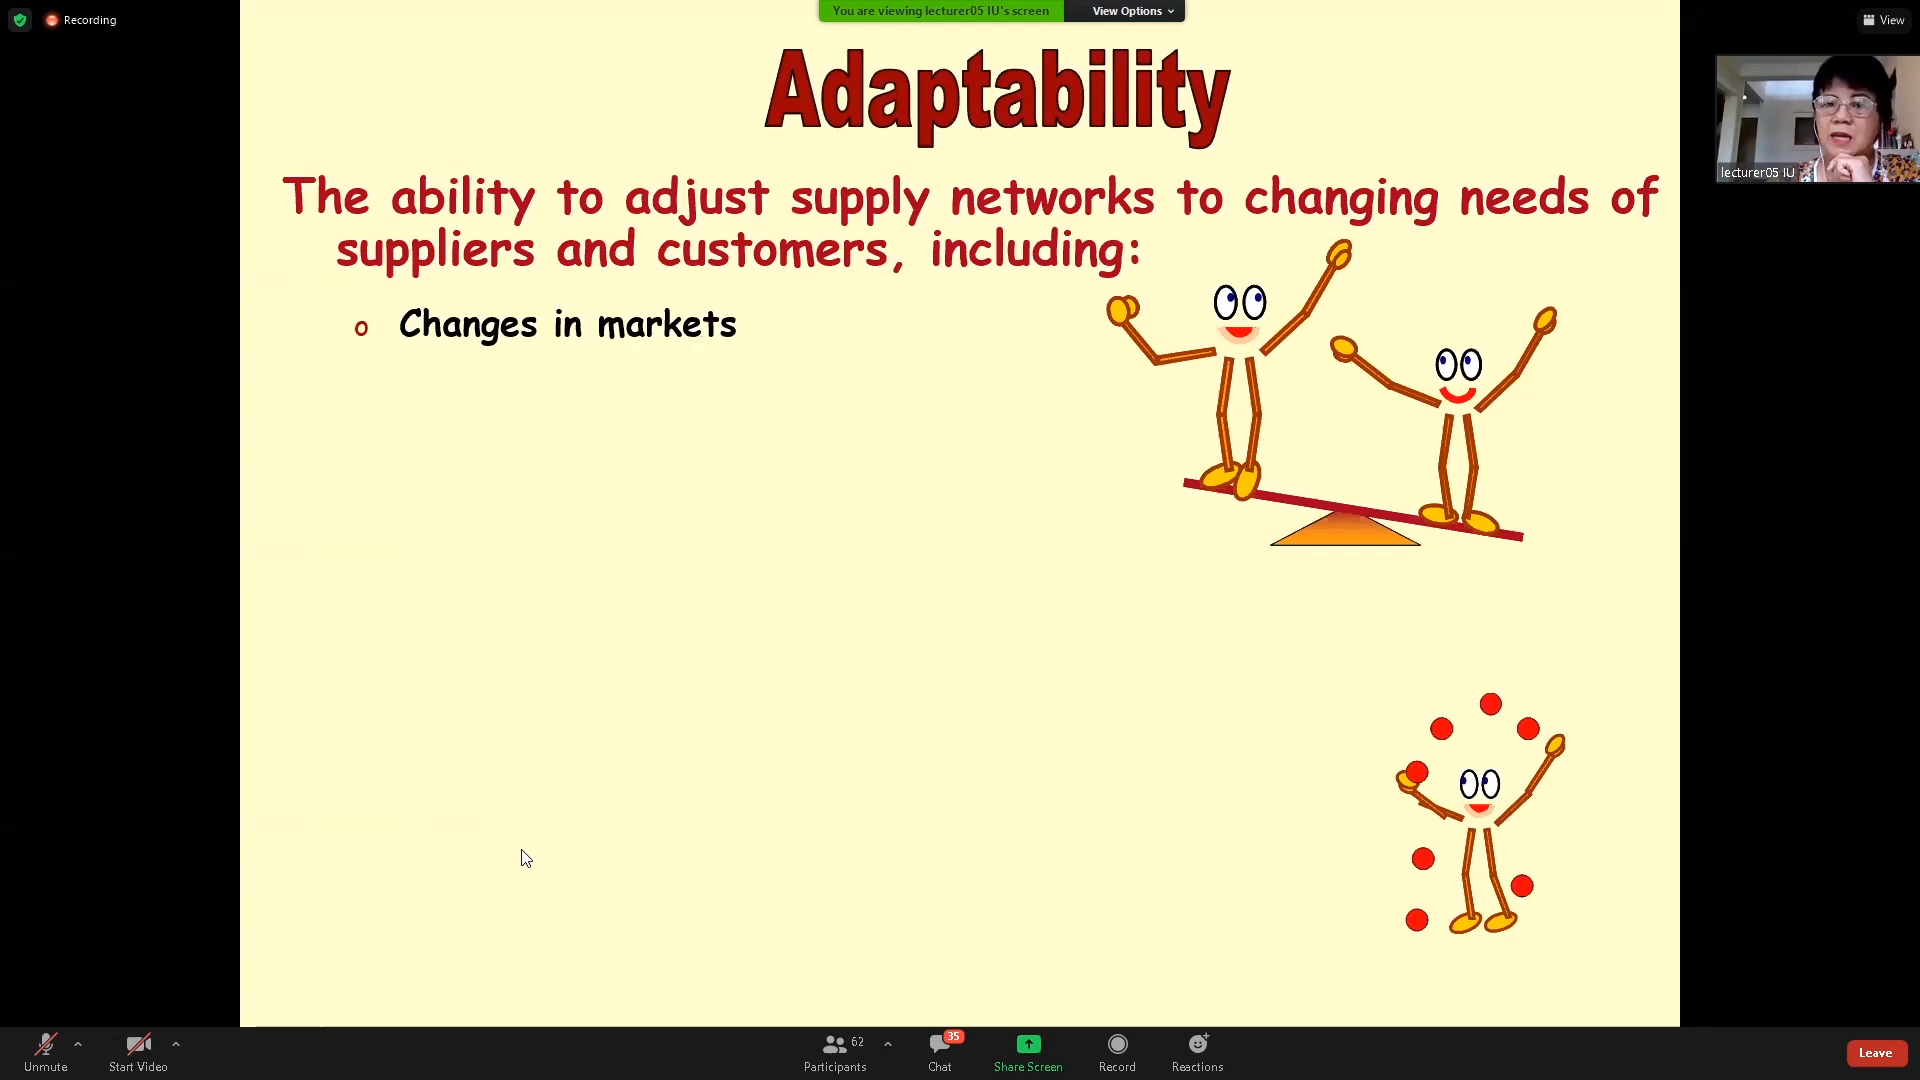 Recording
You are viewing lecturer05 IU's screen
View Options
View
Adaptability
The ability to adjust supply networks to changing needs of
suppliers and customers, including:
o Changes in markets
lecturer05 IU
Unmute
Start Video
62
Participants
35
Chat
Share Screen
Record
Reactions
Leave